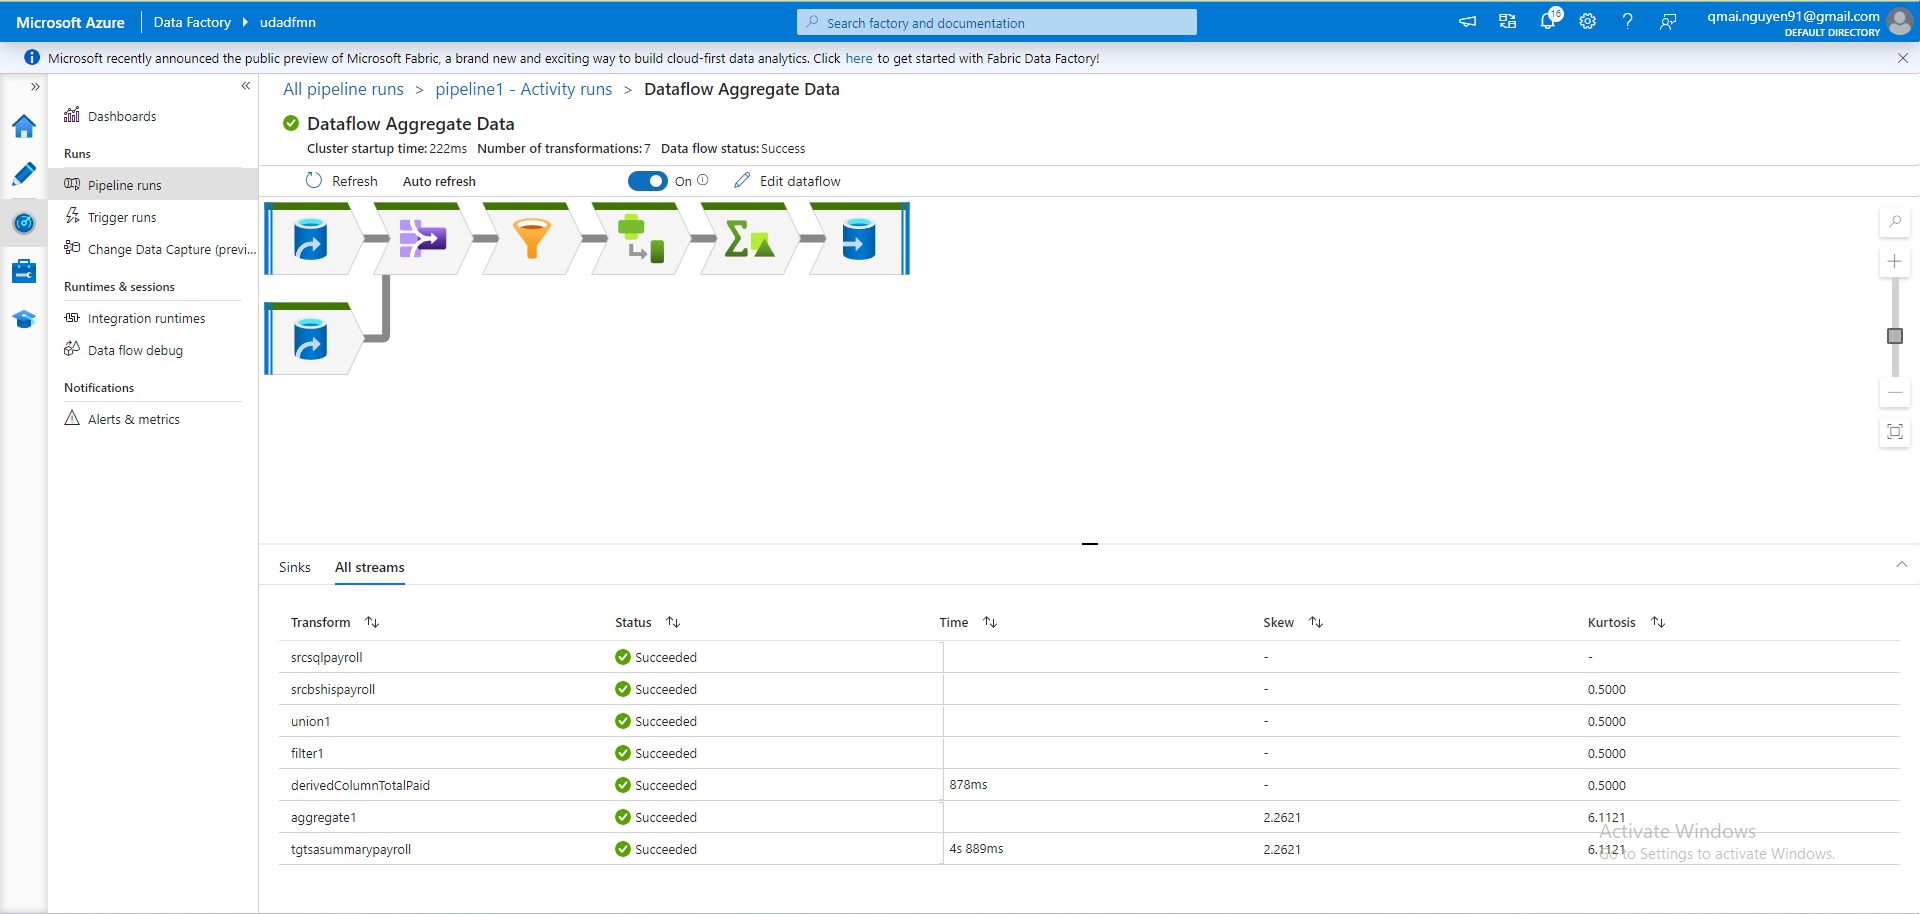 Microsoft Azure Data Factory udadfmn Search factory and documentation 16 qmai.nguyen91@gmail.com
DEFAULT DIRECTORY
Microsoft recently announced the public preview of Microsoft Fabric, a brand new and exciting way to build cloud-first data analytics. Click here to get started with Fabric Data Factory!
Dashboards
Runs
Pipeline runs
Trigger runs
Change Data Capture (previ...
Runtimes & sessions
Integration runtimes
Data flow debug
Notifications
Alerts & metrics
All pipeline runs > pipeline1 - Activity runs > Dataflow Aggregate Data
Dataflow Aggregate Data
Cluster startup time: 222ms Number of transformations: 7 Data flow status: Success
Refresh Auto refresh On Edit dataflow
Sinks All streams
Transform Status Time Skew Kurtosis
srcsqlpayroll Succeeded - -
srcbshispayroll Succeeded - 0.5000
union1 Succeeded - 0.5000
filter1 Succeeded - 0.5000
derivedColumnTotalPaid Succeeded 878ms - 0.5000
aggregate1 Succeeded 2.2621 6.1121
tgtsasummarypayroll Succeeded 4s 889ms 2.2621 6.1121
Activate Windows
Go to Settings to activate Windows.